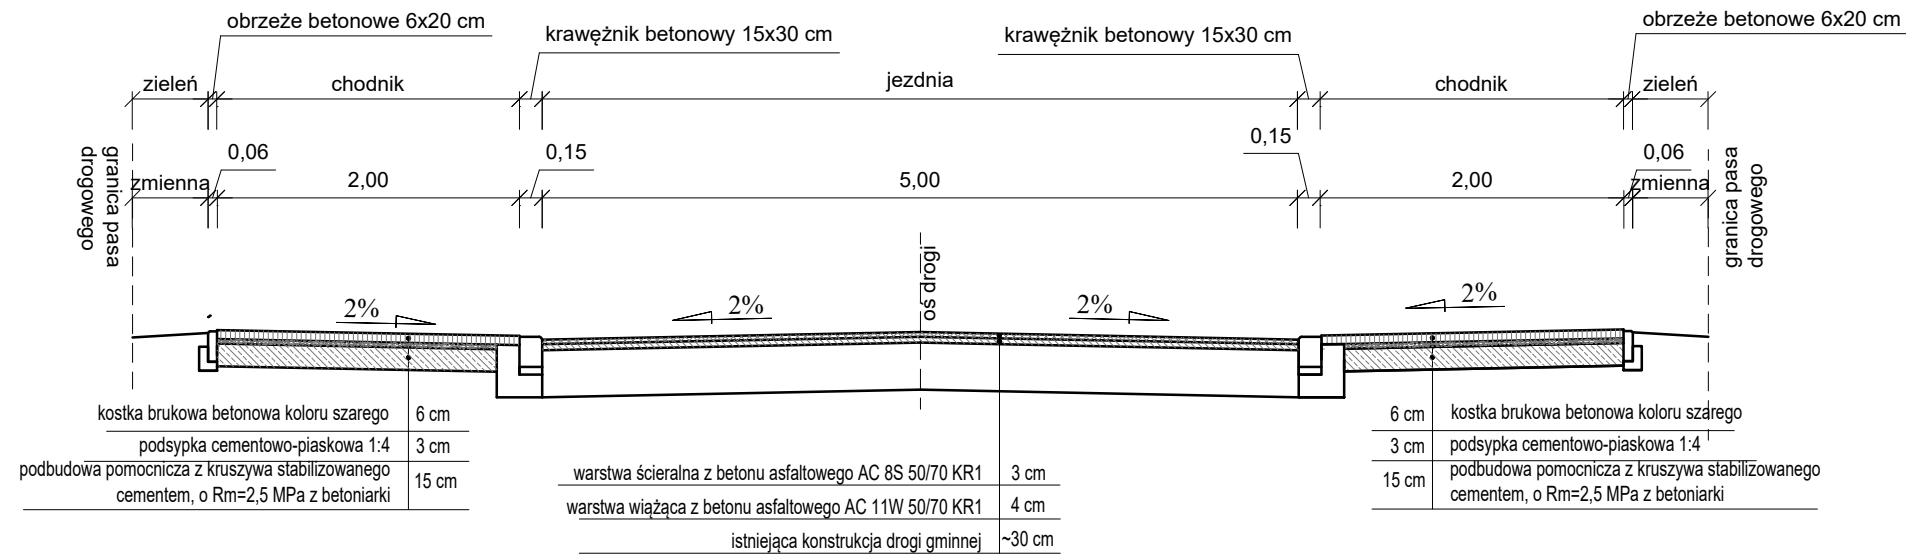 obrzeże betonowe 6x20 cm
krawężnik betonowy 15x30 cm
krawężnik betonowy 15x30 cm
obrzeże betonowe 6x20 cm
zieleń
chodnik
jezdnia
chodnik
zieleń
granica pasa
drogowego
zmienna
0,06
2,00
0,15
5,00
0,15
2,00
0,06
zmienna
granica pasa
drogowego
oś drogi
2%
2%
2%
2%
kostka brukowa betonowa koloru szarego 6 cm
podsypka cementowo-piaskowa 1:4 3 cm
podbudowa pomocnicza z kruszywa stabilizowanego
cementem, o Rm=2,5 MPa z betoniarki
15 cm
warstwa ścieralna z betonu asfaltowego AC 8S 50/70 KR1 3 cm
warstwa wiążąca z betonu asfaltowego AC 11W 50/70 KR1 4 cm
istniejąca konstrukcja drogi gminnej ~30 cm
6 cm kostka brukowa betonowa koloru szarego
3 cm podsypka cementowo-piaskowa 1:4
15 cm
podbudowa pomocnicza z kruszywa stabilizowanego
cementem, o Rm=2,5 MPa z betoniarki